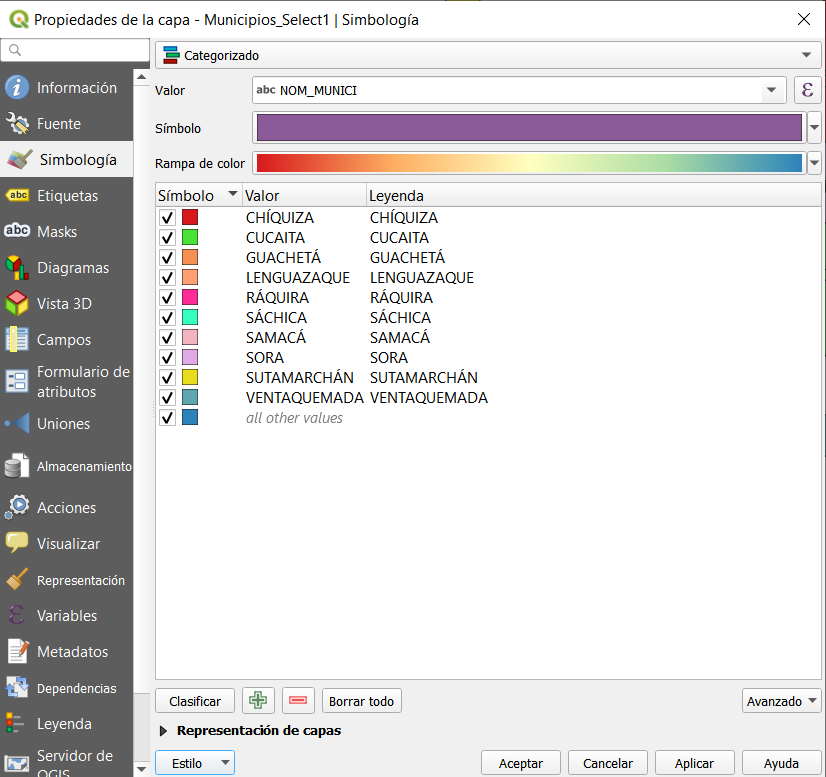 Propiedades de la capa - Municipios_Select1 | Simbología
Categorizado
Información
Valor
abc NOM_MUNICI
ε
Fuente
Símbolo
Simbología
Rampa de color
abc Etiquetas
Símbolo Valor Leyenda
CHÍQUIZA CHÍQUIZA
abc Masks
CUCAITA CUCAITA
GUACHETÁ GUACHETÁ
Diagramas
LENGUAZAQUE LENGUAZAQUE
Vista 3D
RÁQUIRA RÁQUIRA
SÁCHICA SÁCHICA
Campos
SAMACÁ SAMACÁ
SORA SORA
Formulario de
atributos
SUTAMARCHÁN SUTAMARCHÁN
VENTAQUEMADA VENTAQUEMADA
Uniones
all other values
Almacenamiento
Acciones
Visualizar
Representación
ε Variables
Metadatos
Dependencias
Clasificar
Borrar todo
Avanzado
Leyenda
Representación de capas
Servidor de
QGIS
Estilo
Aceptar
Cancelar
Aplicar
Ayuda